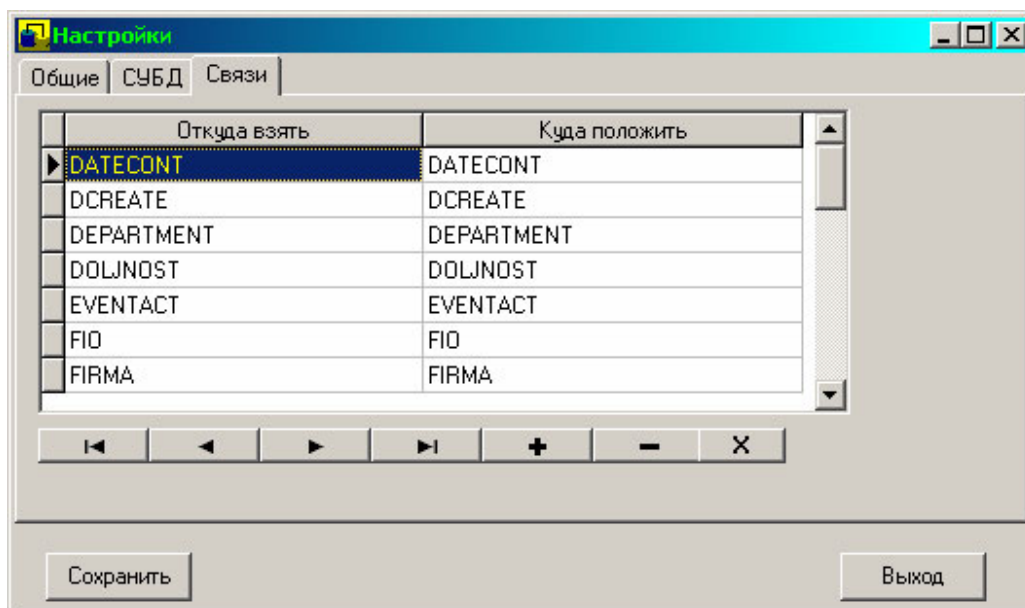 Настройки
Общие СУБД Связи
Откуда взять Куда положить
DATECONT DATECONT
DCREATE DCREATE
DEPARTMENT DEPARTMENT
DOLJNOST DOLJNOST
EVENTACT EVENTACT
FIO FIO
FIRMA FIRMA
Сохранить Выход